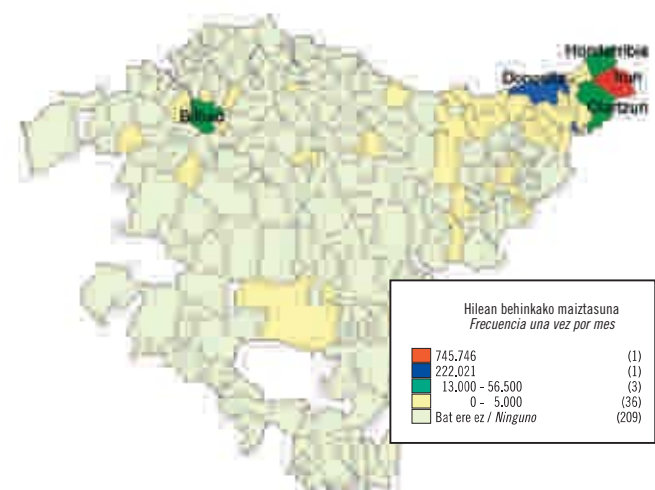 Hondarribia
Donostia
Irun
Oiartzun
Bilbao
Hilean behinkako maiztasuna
Frecuencia una vez por mes
745.746 (1)
222.021 (1)
13.000 - 56.500 (3)
0 - 5.000 (36)
Bat ere ez / Ninguno (209)